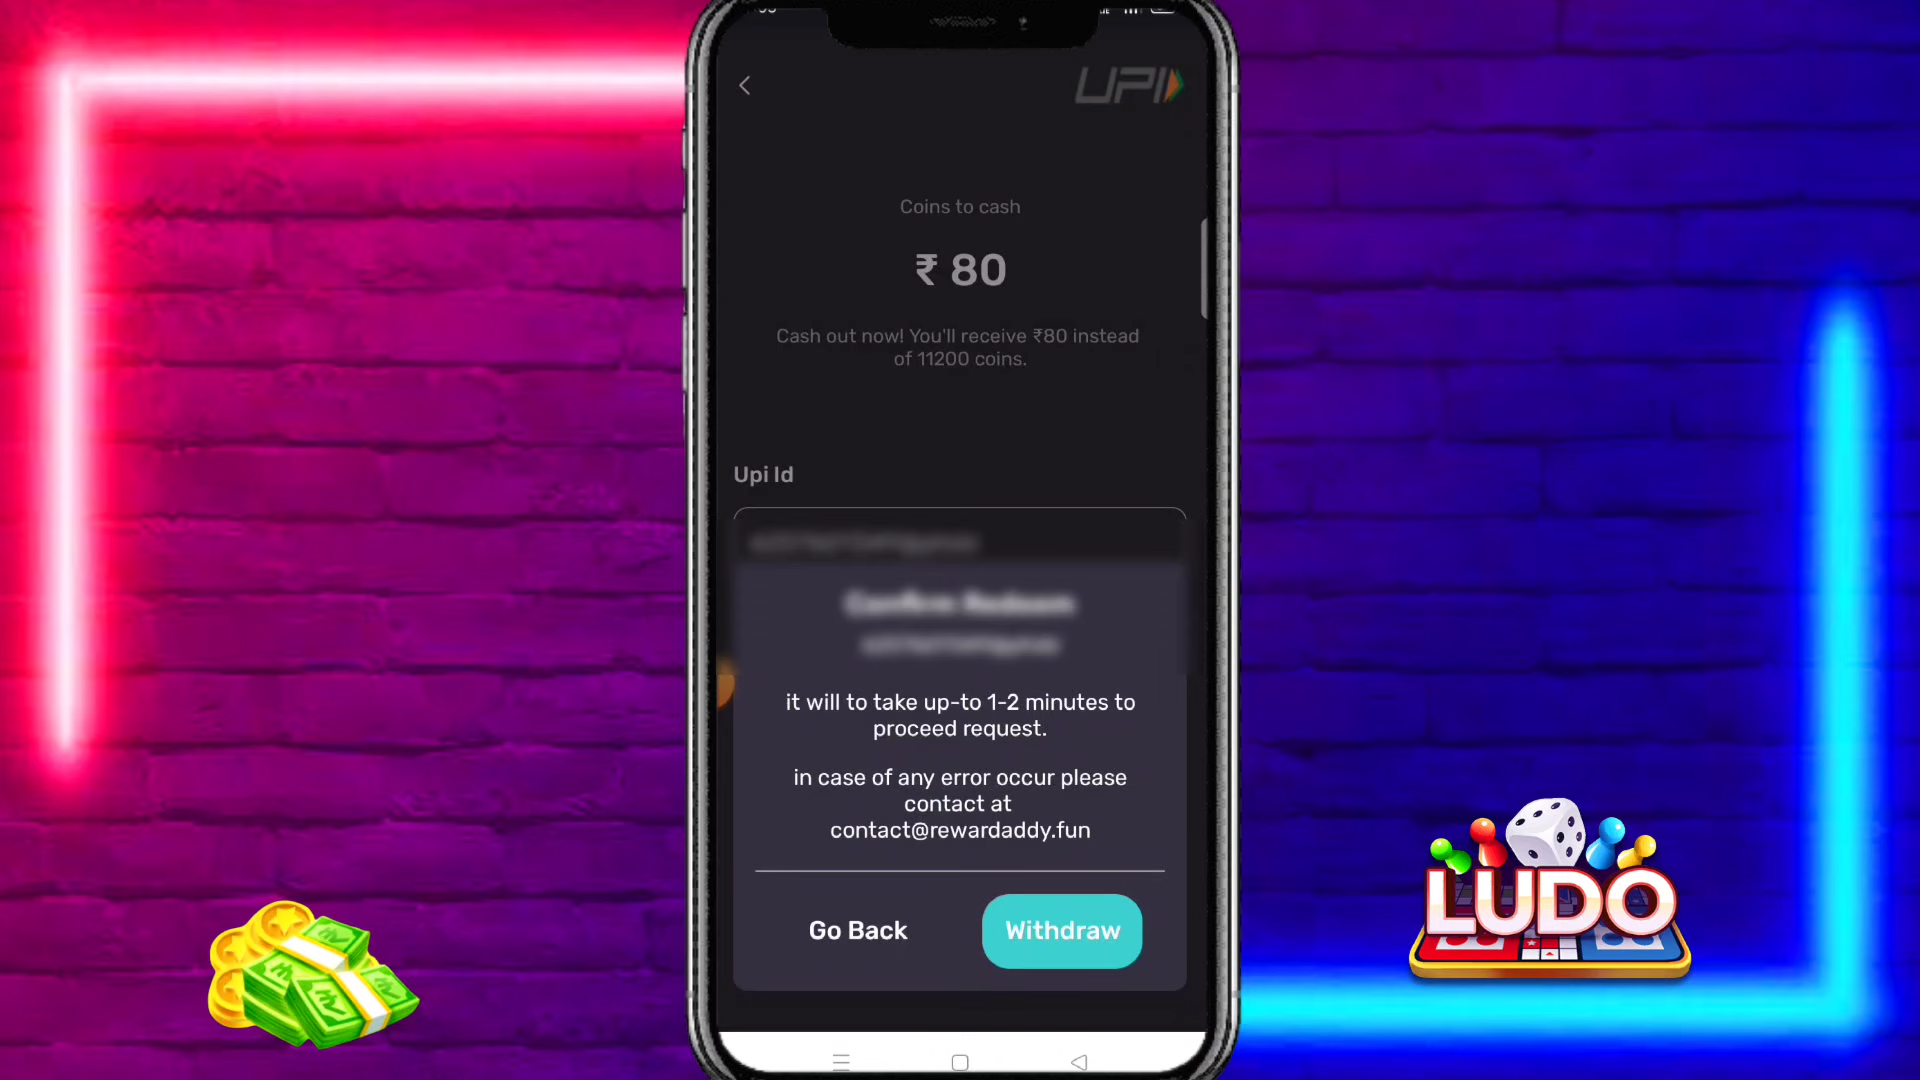 UPI
Coins to cash
₹ 80
Cash out now! You'll receive ₹80 instead
of 11200 coins.
Upi Id
Confirm Redeem
it will to take up-to 1-2 minutes to
proceed request.
in case of any error occur please
contact at
contact@rewardaddy.fun
Go Back
Withdraw
LUDO